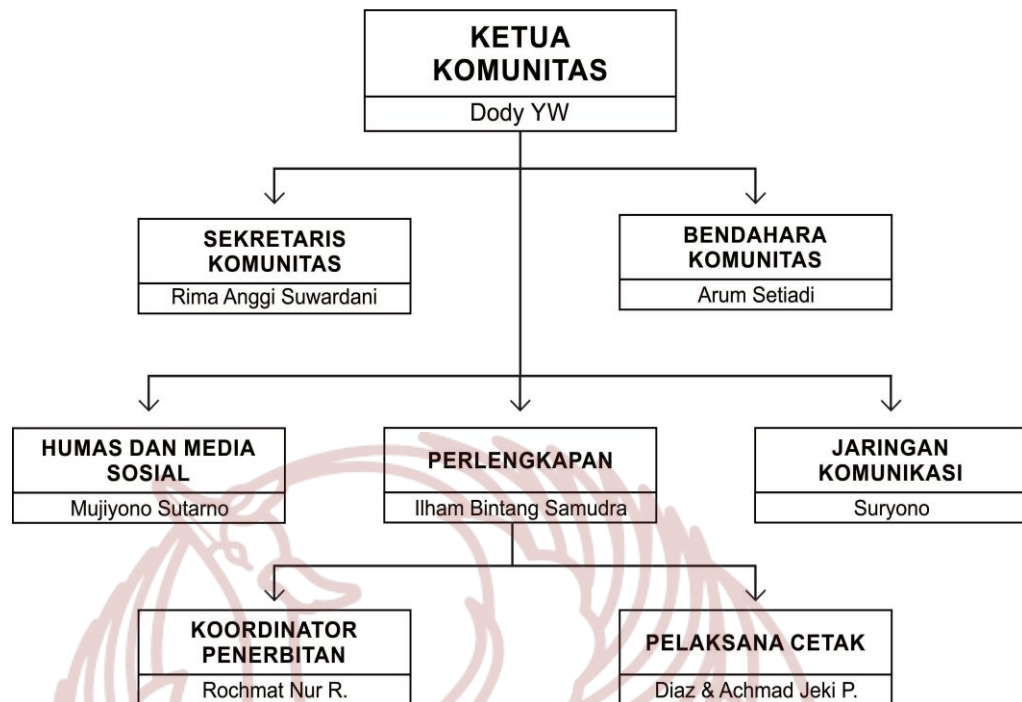 KETUA
KOMUNITAS
Dody YW
SEKRETARIS
KOMUNITAS
Rima Anggi Suwardani
BENDAHARA
KOMUNITAS
Arum Setiadi
HUMAS DAN MEDIA
SOSIAL
Mujiyono Sutarno
PERLENGKAPAN
Ilham Bintang Samudra
JARINGAN
KOMUNIKASI
Suryono
KOORDINATOR
PENERBITAN
Rochmat Nur R.
PELAKSANA CETAK
Diaz & Achmad Jeki P.